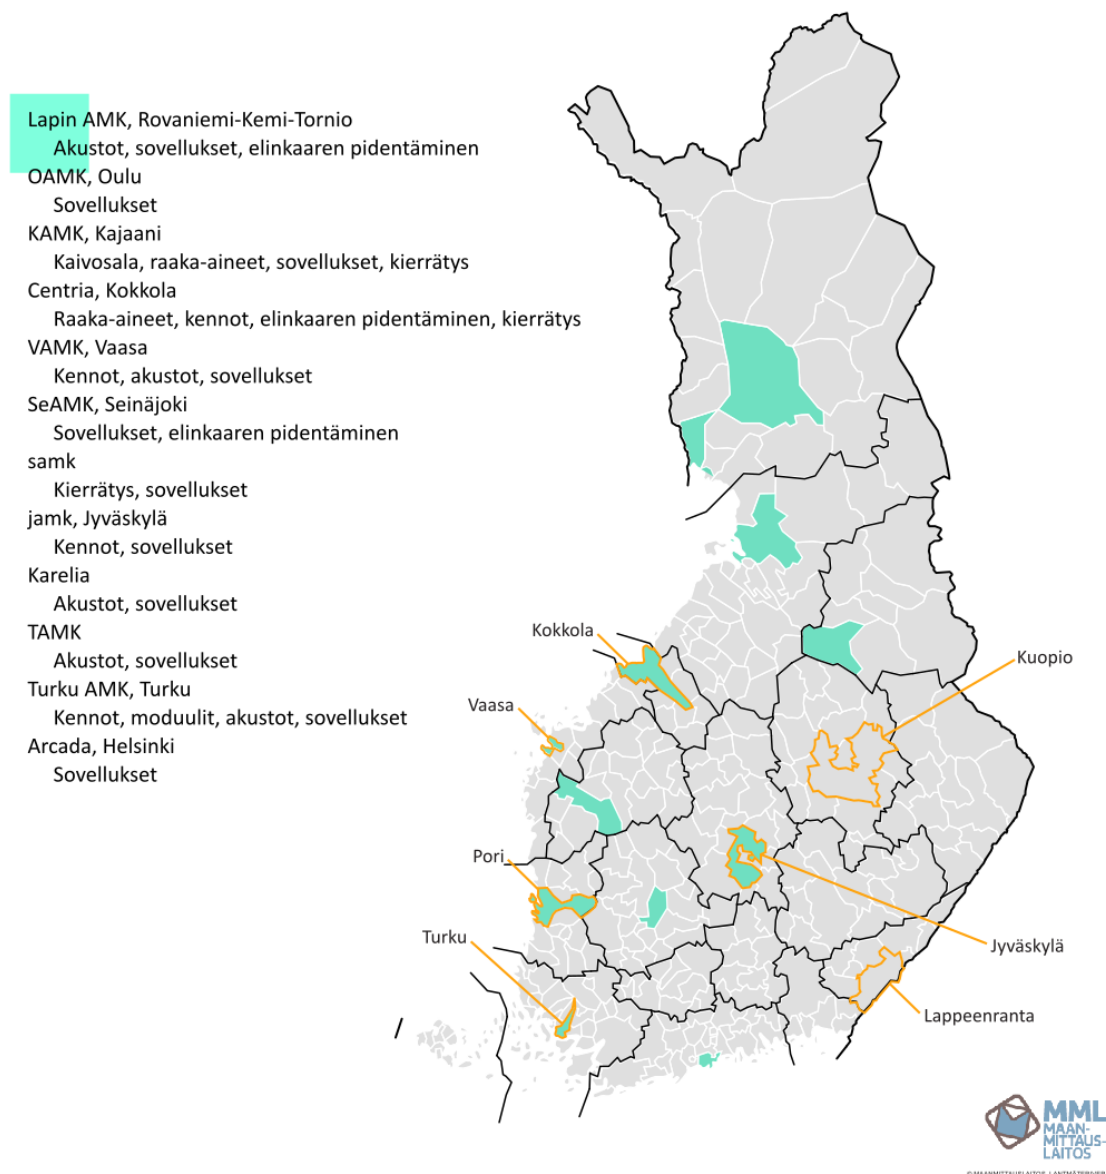 Lapin AMK, Rovaniemi-Kemi-Tornio
Akustot, sovellukset, elinkaaren pidentäminen
OAMK, Oulu
Sovellukset
KAMK, Kajaani
Kaivosala, raaka-aineet, sovellukset, kierrätys
Centria, Kokkola
Raaka-aineet, kennot, elinkaaren pidentäminen, kierrätys
VAMK, Vaasa
Kennot, akustot, sovellukset
SeAMK, Seinäjoki
Sovellukset, elinkaaren pidentäminen
samk
Kierrätys, sovellukset
jamk, Jyväskylä
Kennot, sovellukset
Karelia
Akustot, sovellukset
TAMK
Akustot, sovellukset
Turku AMK, Turku
Kennot, moduulit, akustot, sovellukset
Arcada, Helsinki
Sovellukset
Kokkola
Kuopio
Vaasa
Pori
Turku
Jyväskylä
Lappeenranta
MML
MAAN-
MITTAUS-
LAITOS